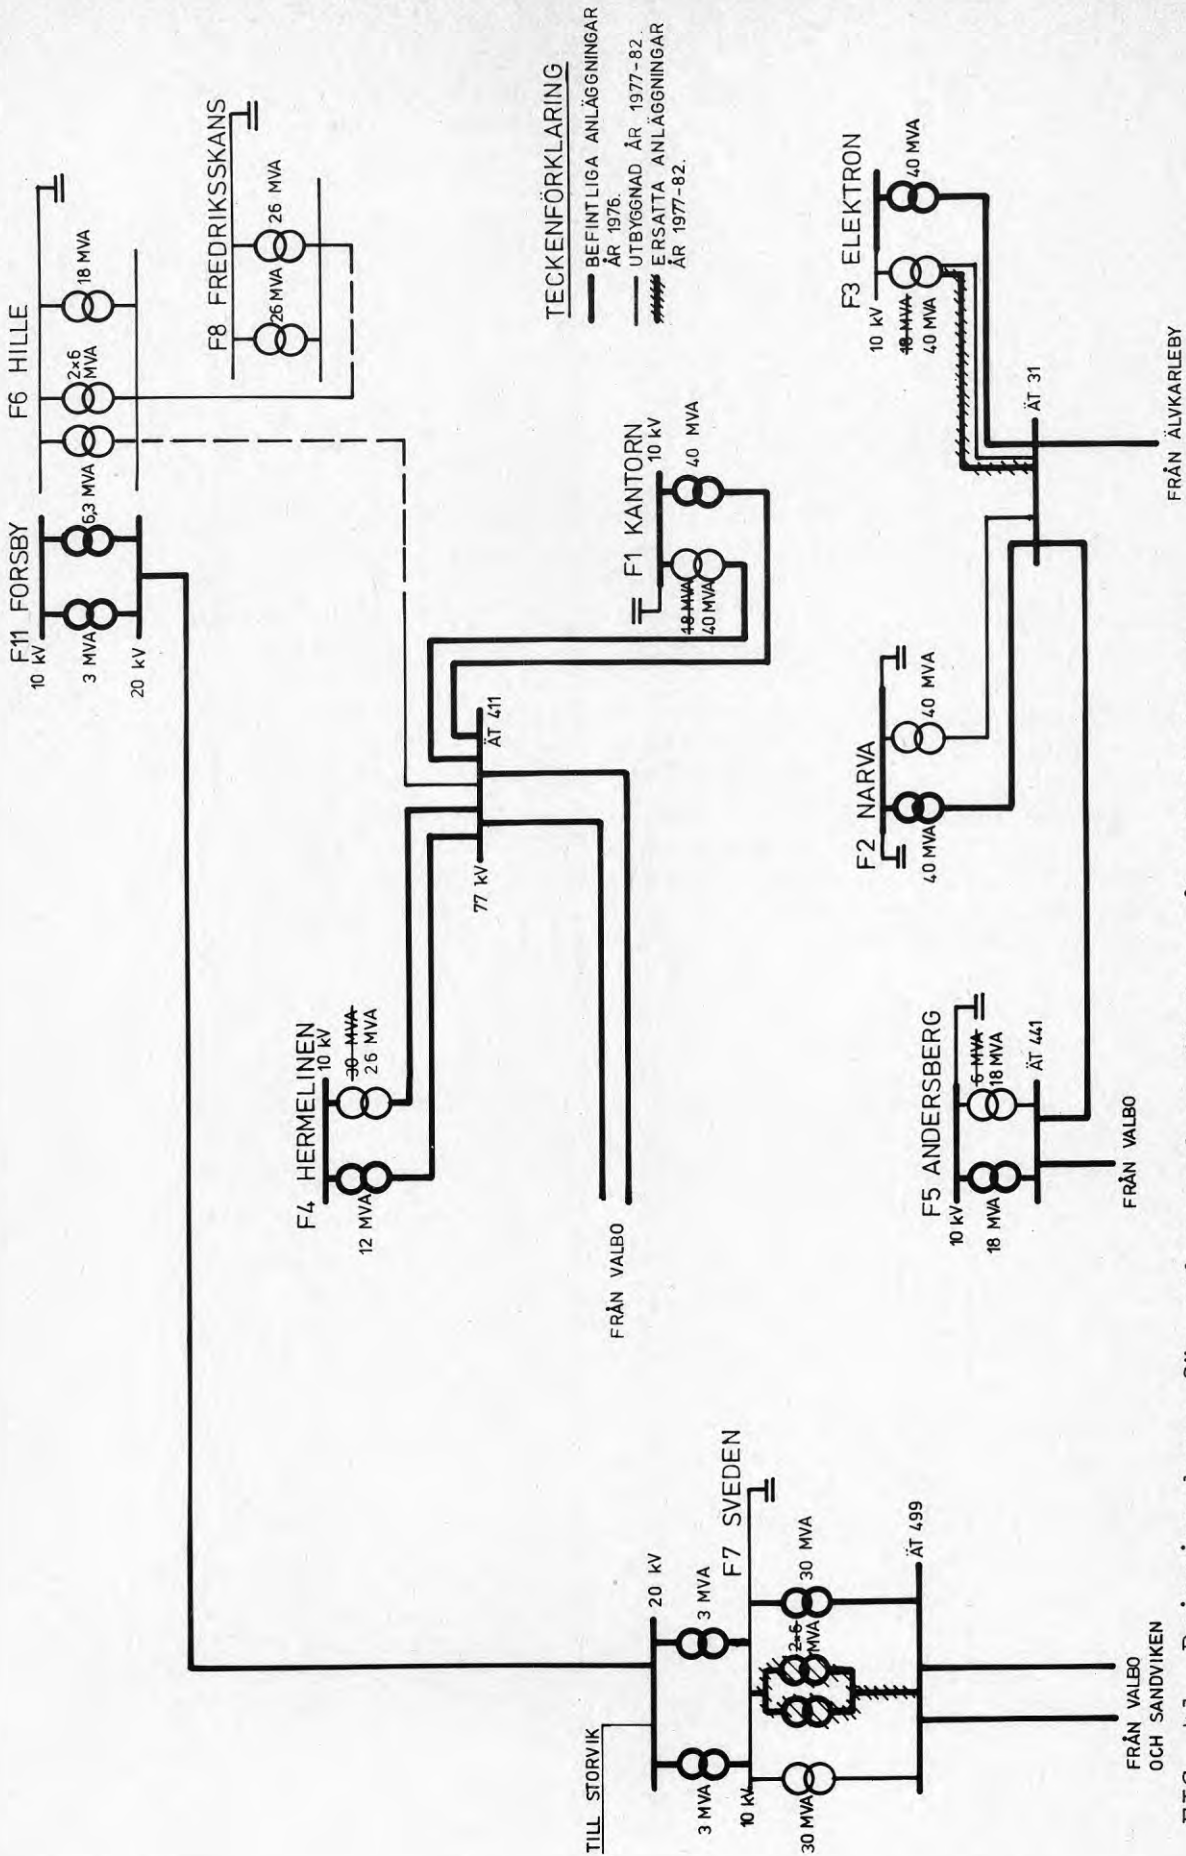 F11 FORSBY
10 kV
3 MVA
6,3 MVA
20 kV
F6 HILLE
2×6
MVA
18 MVA
F8 FREDRIKSSKANS
26 MVA
26 MVA
TECKENFÖRKLARING
BEFINTLIGA ANLÄGGNINGAR
ÅR 1976.
UTBYGGNAD ÅR 1977-82.
ERSATTA ANLÄGGNINGAR
ÅR 1977-82.
F1 KANTORN
10 kV
18 MVA
40 MVA
40 MVA
ÄT 411
77 kV
F4 HERMELINEN
10 kV
30 MVA
26 MVA
12 MVA
FRÅN VALBO
F3 ELEKTRON
10 kV
18 MVA
40 MVA
40 MVA
ÄT 31
FRÅN ÄLVKARLEBY
F2 NARVA
40 MVA
40 MVA
F5 ANDERSBERG
10 kV
18 MVA
6 MVA
18 MVA
ÄT 441
FRÅN VALBO
TILL STORVIK
20 kV
3 MVA
3 MVA
F7 SVEDEN
10 kV
30 MVA
2×6
MVA
30 MVA
ÄT 499
FRÅN VALBO
OCH SANDVIKEN